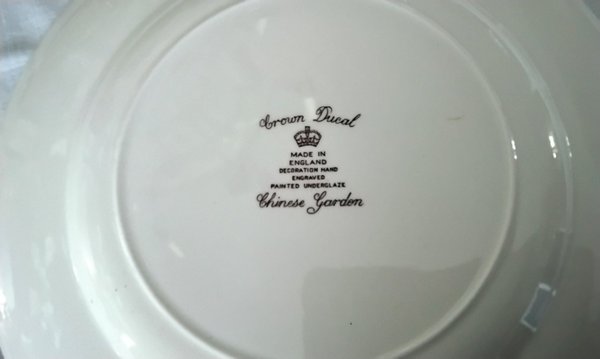 Crown Ducal
MADE IN
ENGLAND
DECORATION HAND
ENGRAVED
PAINTED UNDERGLAZE
Chinese Garden